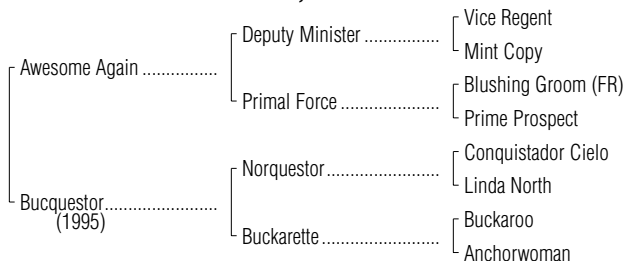 Vice Regent
Deputy Minister ..................
Mint Copy
Awesome Again ................
Blushing Groom (FR)
Primal Force .......................
Prime Prospect
Conquistador Cielo
Norquestor..........................
Linda North
Bucquestor........................
(1995)
Buckaroo
Buckarette...........................
Anchorwoman